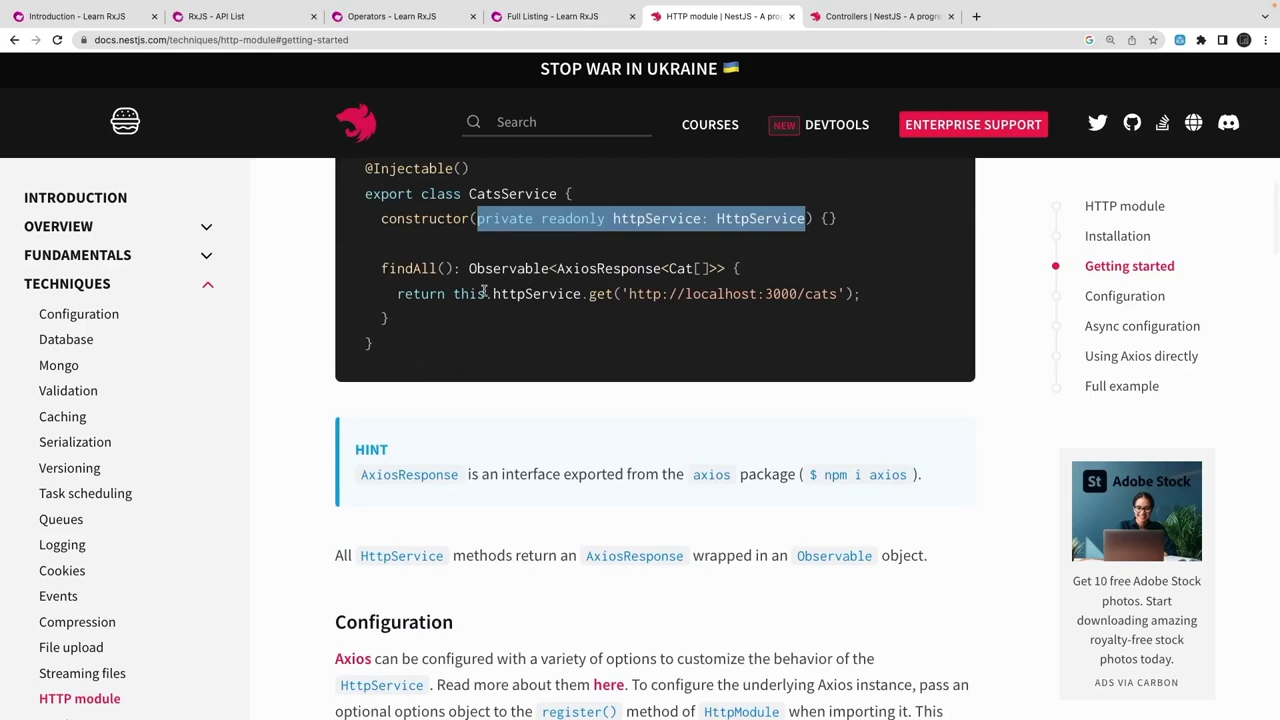 Introduction - Learn RxJS
RxJS - API List
Operators - Learn RxJS
Full Listing - Learn RxJS
HTTP module | NestJS - A pro
Controllers | NestJS - A progre
docs.nestjs.com/techniques/http-module#getting-started
STOP WAR IN UKRAINE 🇺🇦
Search
COURSES
NEW
DEVTOOLS
ENTERPRISE SUPPORT
INTRODUCTION
OVERVIEW
FUNDAMENTALS
TECHNIQUES
Configuration
Database
Mongo
Validation
Caching
Serialization
Versioning
Task scheduling
Queues
Logging
Cookies
Events
Compression
File upload
Streaming files
HTTP module
@Injectable()
export class CatsService {
constructor(private readonly httpService: HttpService) {}
findAll(): Observable<AxiosResponse<Cat[]>> {
return this.httpService.get('http://localhost:3000/cats');
}
}
HINT
AxiosResponse is an interface exported from the axios package ( $ npm i axios ).
All HttpService methods return an AxiosResponse wrapped in an Observable object.
Configuration
Axios can be configured with a variety of options to customize the behavior of the
HttpService . Read more about them here. To configure the underlying Axios instance, pass an
optional options object to the register() method of HttpModule when importing it. This
HTTP module
Installation
Getting started
Configuration
Async configuration
Using Axios directly
Full example
St Adobe Stock
Get 10 free Adobe Stock
photos. Start
downloading amazing
royalty-free stock
photos today.
ADS VIA CARBON